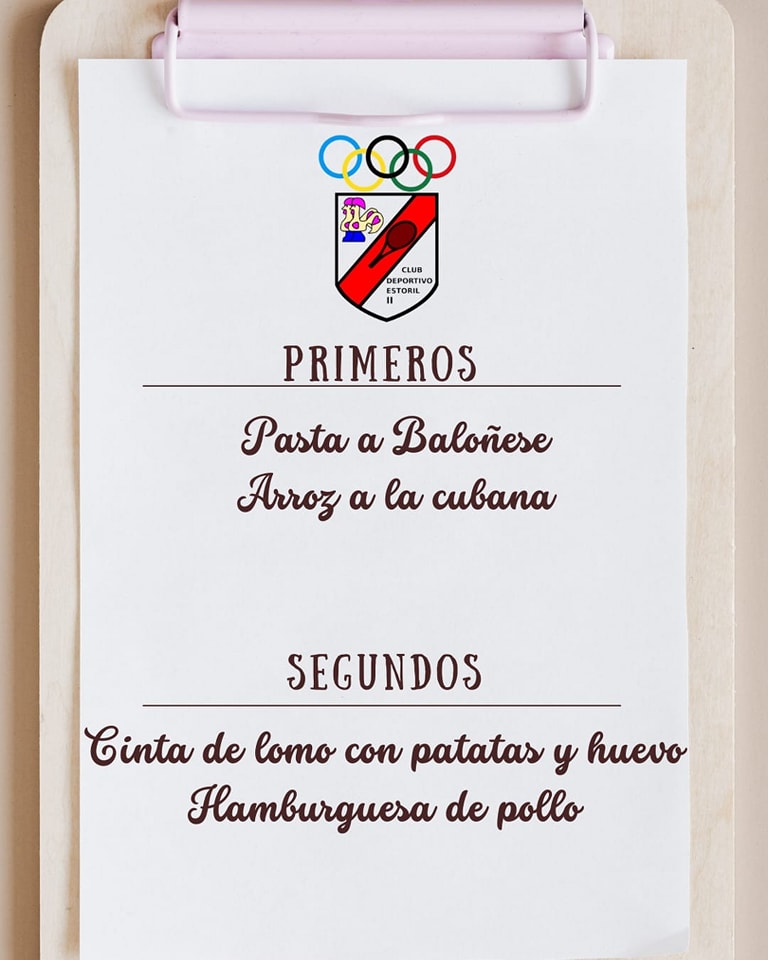 CLUB
DEPORTIVO
ESTORIL
II
PRIMEROS
Pasta a Baloñese
Arroz a la cubana
SEGUNDOS
Cinta de lomo con patatas y huevo
Hamburguesa de pollo